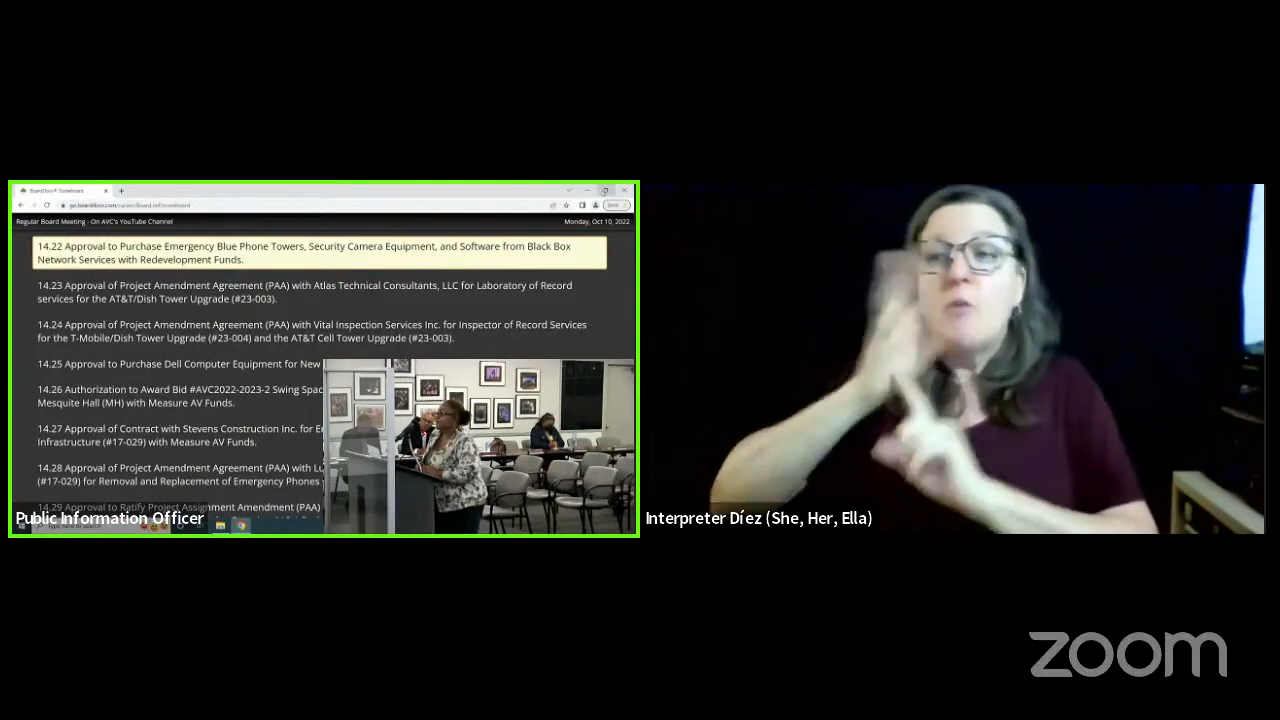 BoardDocs® Scoreboard
Regular Board Meeting - On AVC's YouTube Channel
Monday, Oct 10, 2022
14.22 Approval to Purchase Emergency Blue Phone Towers, Security Camera Equipment, and Software from Black Box
Network Services with Redevelopment Funds.
14.23 Approval of Project Amendment Agreement (PAA) with Atlas Technical Consultants, LLC for Laboratory of Record
services for the AT&T/Dish Tower Upgrade (#23-003).
14.24 Approval of Project Amendment Agreement (PAA) with Vital Inspection Services Inc. for Inspector of Record Services
for the T-Mobile/Dish Tower Upgrade (#23-004) and the AT&T Cell Tower Upgrade (#23-003).
14.25 Approval to Purchase Dell Computer Equipment for New
14.26 Authorization to Award Bid #AVC2022-2023-2 Swing Spac
Mesquite Hall (MH) with Measure AV Funds.
14.27 Approval of Contract with Stevens Construction Inc. for E
Infrastructure (#17-029) with Measure AV Funds.
14.28 Approval of Project Amendment Agreement (PAA) with Lu
(#17-029) for Removal and Replacement of Emergency Phones
14.29 Approval to Ratify Project Assignment Amendment (PAA)
Type here to search
Public Information Officer
Interpreter Díez (She, Her, Ella)
zoom